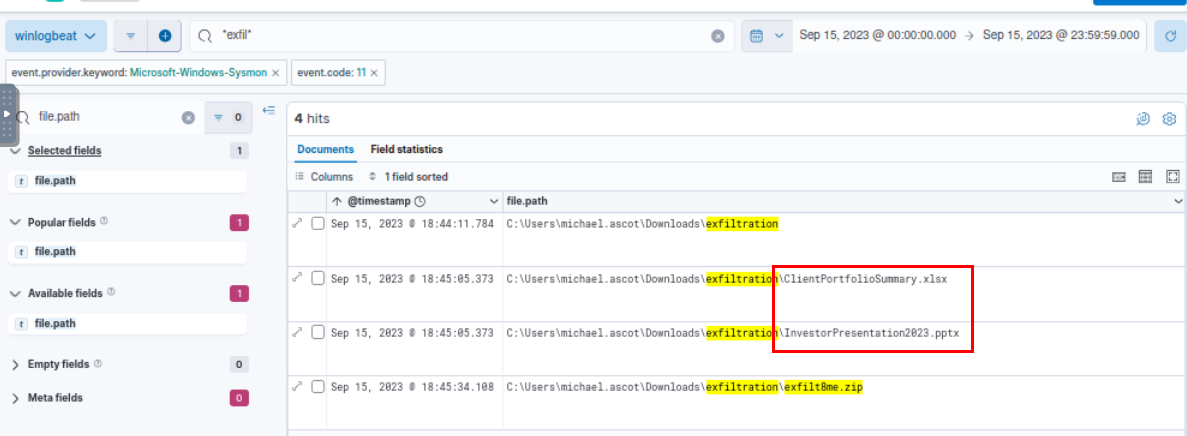 winlogbeat
*exfil*
Sep 15, 2023 @ 00:00:00.000 → Sep 15, 2023 @ 23:59:59.000
event.provider.keyword: Microsoft-Windows-Sysmon ×
event.code: 11 ×
file.path
0
Selected fields 1
t file.path
Popular fields 1
t file.path
Available fields 1
t file.path
Empty fields 0
Meta fields 0
4 hits
Documents Field statistics
Columns 1 field sorted
@timestamp file.path
Sep 15, 2023 @ 18:44:11.784 C:\Users\michael.ascot\Downloads\exfiltration
Sep 15, 2023 @ 18:45:05.373 C:\Users\michael.ascot\Downloads\exfiltration\ClientPortfolioSummary.xlsx
Sep 15, 2023 @ 18:45:05.373 C:\Users\michael.ascot\Downloads\exfiltration\InvestorPresentation2023.pptx
Sep 15, 2023 @ 18:45:34.108 C:\Users\michael.ascot\Downloads\exfiltration\exfilt8me.zip